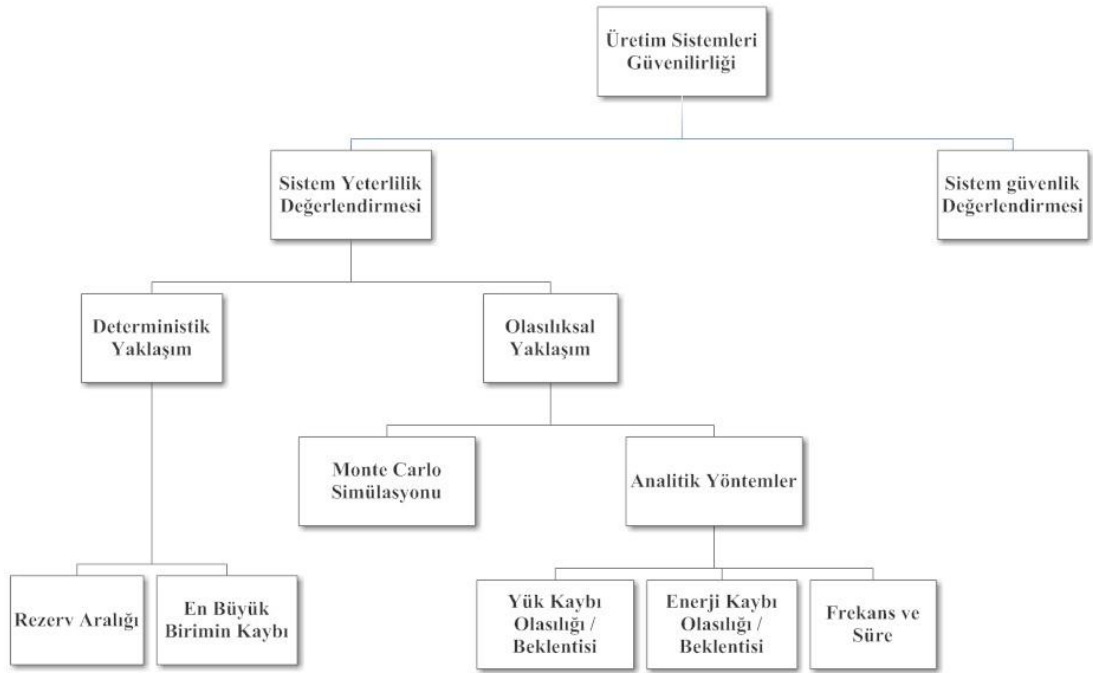 Üretim Sistemleri
Güvenilirliği
Sistem Yeterlilik
Değerlendirmesi
Sistem güvenlik
Değerlendirmesi
Deterministik
Yaklaşım
Olasılıksal
Yaklaşım
Monte Carlo
Simülasyonu
Analitik Yöntemler
Rezerv Aralığı
En Büyük
Birimin Kaybı
Yük Kaybı
Olasılığı /
Beklentisi
Enerji Kaybı
Olasılığı /
Beklentisi
Frekans ve
Süre